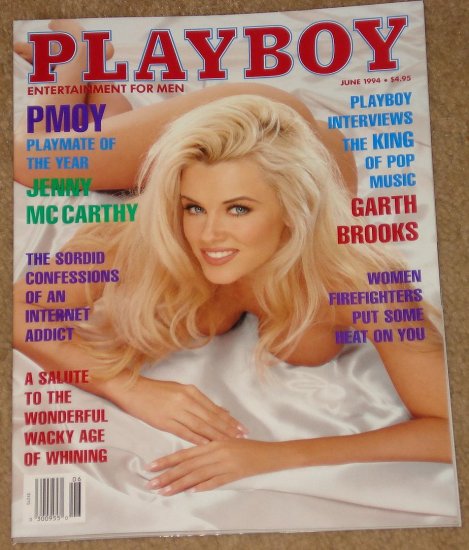 PLAYBOY
ENTERTAINMENT FOR MEN
JUNE 1994 • $4.95
PMOY
PLAYMATE OF
THE YEAR
JENNY
MC CARTHY
THE SORDID
CONFESSIONS
OF AN
INTERNET
ADDICT
A SALUTE
TO THE
WONDERFUL
WACKY AGE
OF WHINING
PLAYBOY
INTERVIEWS
THE KING
OF POP
MUSIC
GARTH
BROOKS
WOMEN
FIREFIGHTERS
PUT SOME
HEAT ON YOU
06